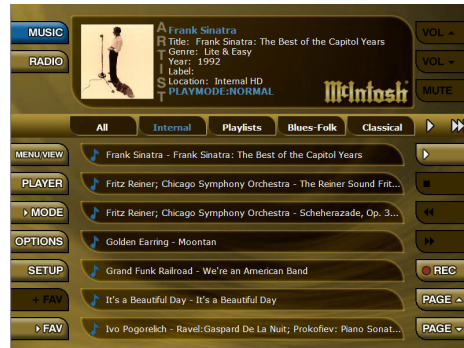 MUSIC
RADIO
ARTIST
Frank Sinatra
Title: Frank Sinatra: The Best of the Capitol Years
Genre: Lite & Easy
Year: 1992
Label:
Location: Internal HD
PLAYMODE:NORMAL
McIntosh
VOL
VOL
MUTE
All Internal Playlists Blues-Folk Classical
MENU/VIEW
Frank Sinatra - Frank Sinatra: The Best of the Capitol Years
PLAYER
Fritz Reiner; Chicago Symphony Orchestra - The Reiner Sound Frit...
MODE
Fritz Reiner; Chicago Symphony Orchestra - Scheherazade, Op. 3...
OPTIONS
Golden Earring - Moontan
SETUP
Grand Funk Railroad - We're an American Band
REC
+ FAV
It's a Beautiful Day - It's a Beautiful Day
PAGE
FAV
Ivo Pogorelich - Ravel:Gaspard De La Nuit; Prokofiev: Piano Sonat...
PAGE